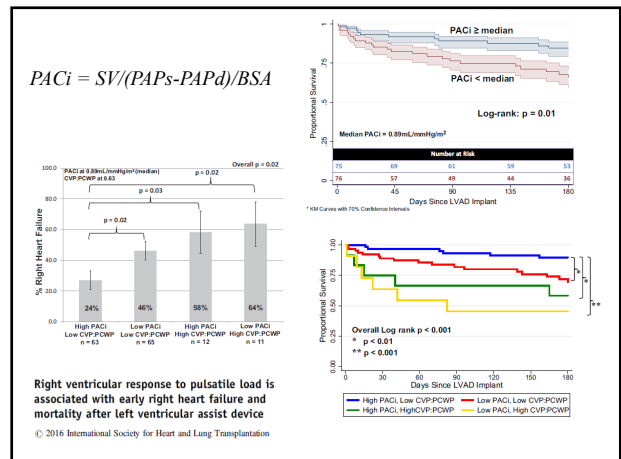 PACi = SV/(PAPs-PAPd)/BSA
Overall p = 0.02
PACi at 0.89mL/mmHg/m²(median)
CVP:PCWP at 0.63
p = 0.02
p = 0.03
p = 0.02
% Right Heart Failure
100.0
80.0
60.0
40.0
20.0
0.0
24%
46%
58%
64%
High PACi Low PACi High PACi Low PACi
Low CVP:PCWP Low CVP:PCWP High CVP:PCWP High CVP:PCWP
n = 63 n = 65 n = 12 n = 11
Right ventricular response to pulsatile load is
associated with early right heart failure and
mortality after left ventricular assist device
© 2016 International Society for Heart and Lung Transplantation
Proportional Survival
1
.75
.5
.25
0
PACi ≥ median
PACi < median
Log-rank: p = 0.01
Median PACi = 0.89mL/mmHg/m²
Number at Risk
75 69 61 59 53
76 57 49 44 36
0 45 90 135 180
Days Since LVAD Implant
* KM Curves with 70% Confidence Intervals
Proportional Survival
1.00
0.75
0.50
0.25
0.00
*
*
**
Overall Log rank p < 0.001
* p < 0.01
** p < 0.001
0 30 60 90 120 150 180
Days Since LVAD Implant
High PACi, Low CVP:PCWP Low PACi, Low CVP:PCWP
High PACi, HighCVP:PCWP Low PACi, High CVP:PCWP